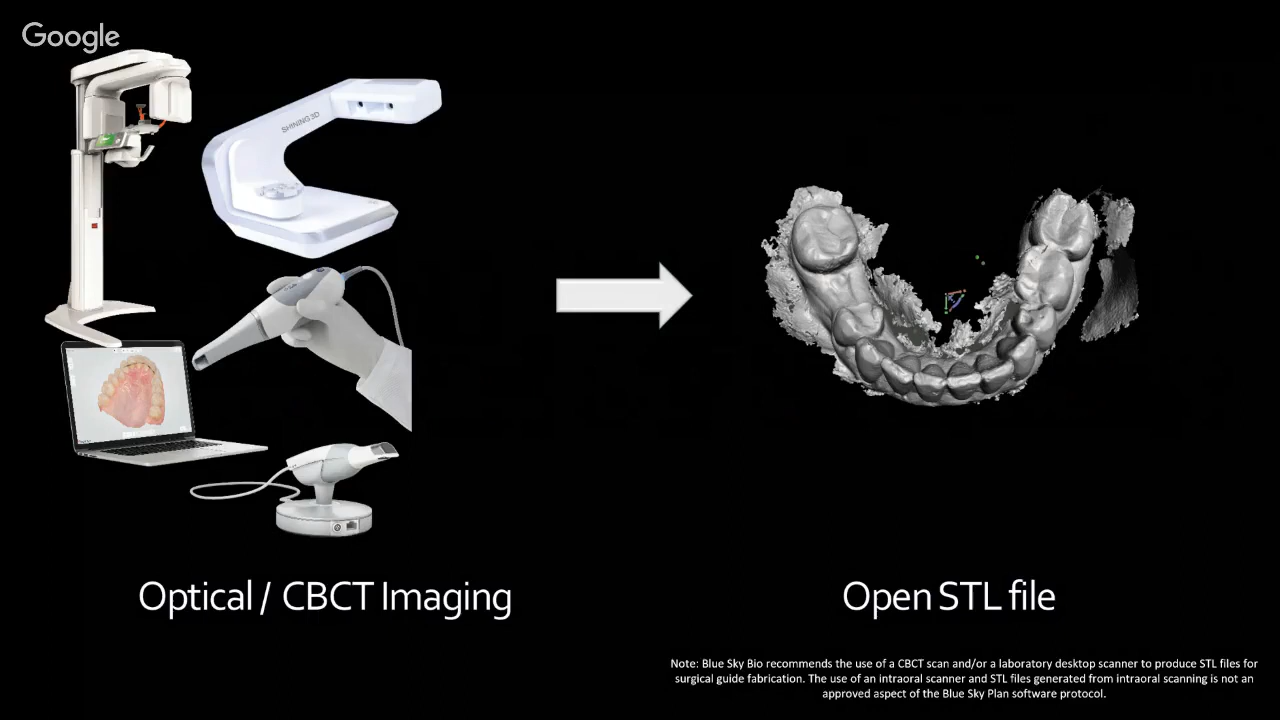 Google
SHINING 3D
Optical / CBCT Imaging
Open STL file
Note: Blue Sky Bio recommends the use of a CBCT scan and/or a laboratory desktop scanner to produce STL files for
surgical guide fabrication. The use of an intraoral scanner and STL files generated from intraoral scanning is not an
approved aspect of the Blue Sky Plan software protocol.